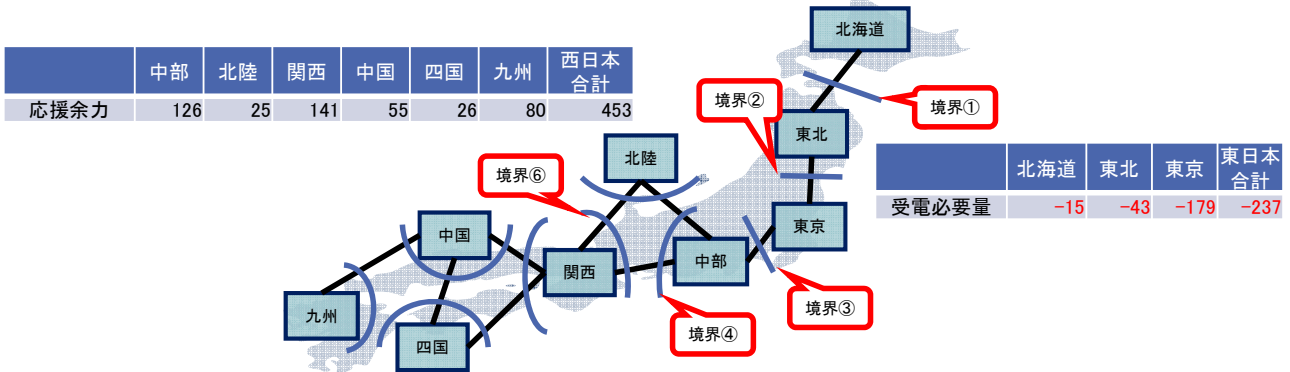 北海道
中部 北陸 関西 中国 四国 九州 西日本
合計
応援余力 126 25 141 55 26 80 453
境界②
境界①
東北
北陸
境界⑥
北海道 東北 東京 東日本
合計
受電必要量 -15 -43 -179 -237
中国
東京
関西
中部
九州
境界③
境界④
四国